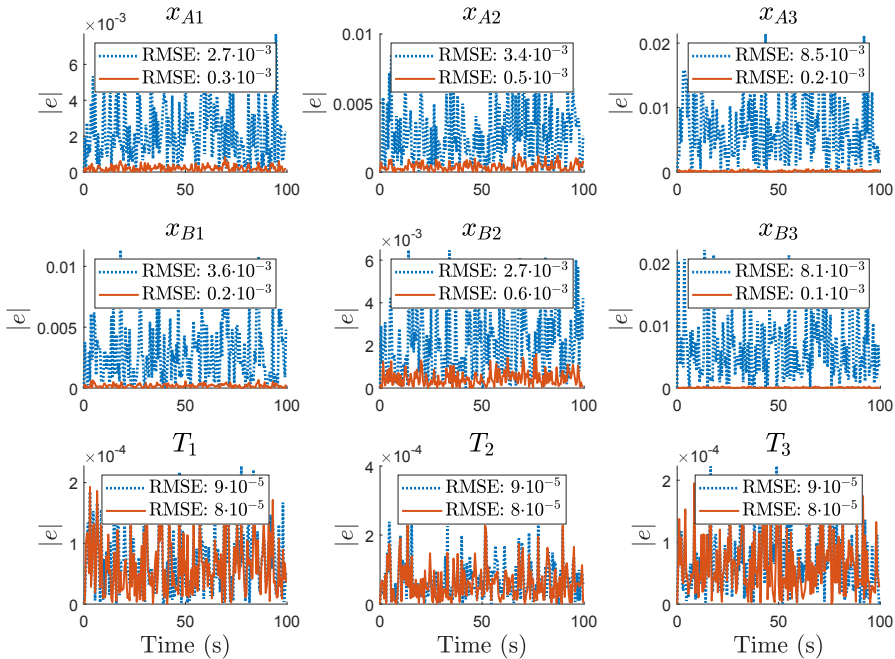 x_{A1}
×10^{-3}
6
4
2
0
|e|
RMSE: 2.7·10^{-3}
RMSE: 0.3·10^{-3}
0 50 100
x_{A2}
0.01
0.005
0
|e|
RMSE: 3.4·10^{-3}
RMSE: 0.5·10^{-3}
0 50 100
x_{A3}
0.02
0.01
0
|e|
RMSE: 8.5·10^{-3}
RMSE: 0.2·10^{-3}
0 50 100
x_{B1}
0.01
0.005
0
|e|
RMSE: 3.6·10^{-3}
RMSE: 0.2·10^{-3}
0 50 100
x_{B2}
×10^{-3}
6
4
2
0
|e|
RMSE: 2.7·10^{-3}
RMSE: 0.6·10^{-3}
0 50 100
x_{B3}
0.02
0.01
0
|e|
RMSE: 8.1·10^{-3}
RMSE: 0.1·10^{-3}
0 50 100
T_1
×10^{-4}
2
1
0
|e|
RMSE: 9·10^{-5}
RMSE: 8·10^{-5}
0 50 100
Time (s)
T_2
×10^{-4}
4
2
0
|e|
RMSE: 9·10^{-5}
RMSE: 8·10^{-5}
0 50 100
Time (s)
T_3
×10^{-4}
2
1
0
|e|
RMSE: 9·10^{-5}
RMSE: 8·10^{-5}
0 50 100
Time (s)